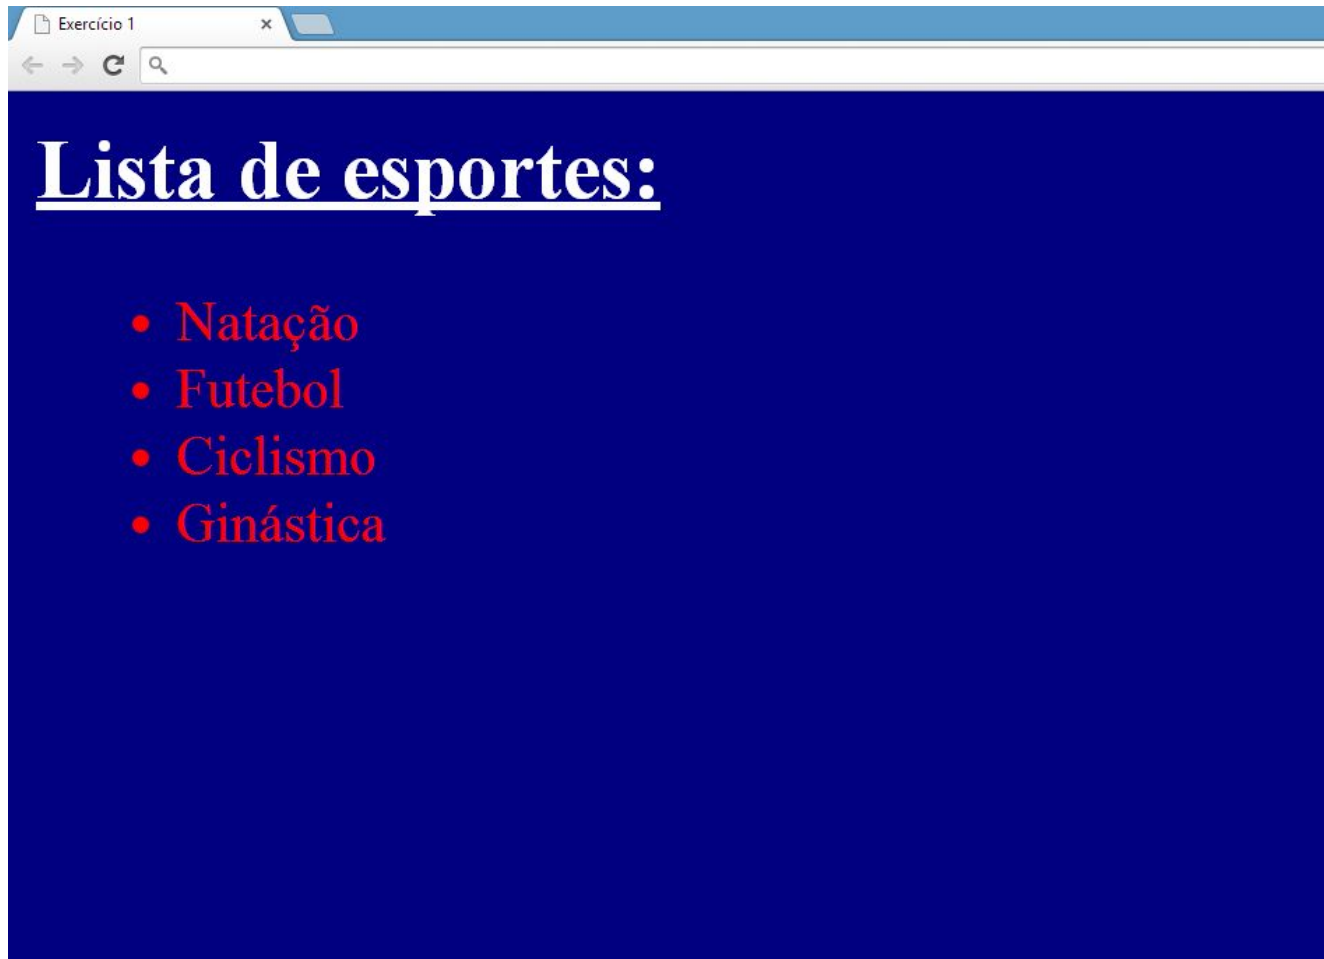 Exercício 1
Lista de esportes:
Natação
Futebol
Ciclismo
Ginástica